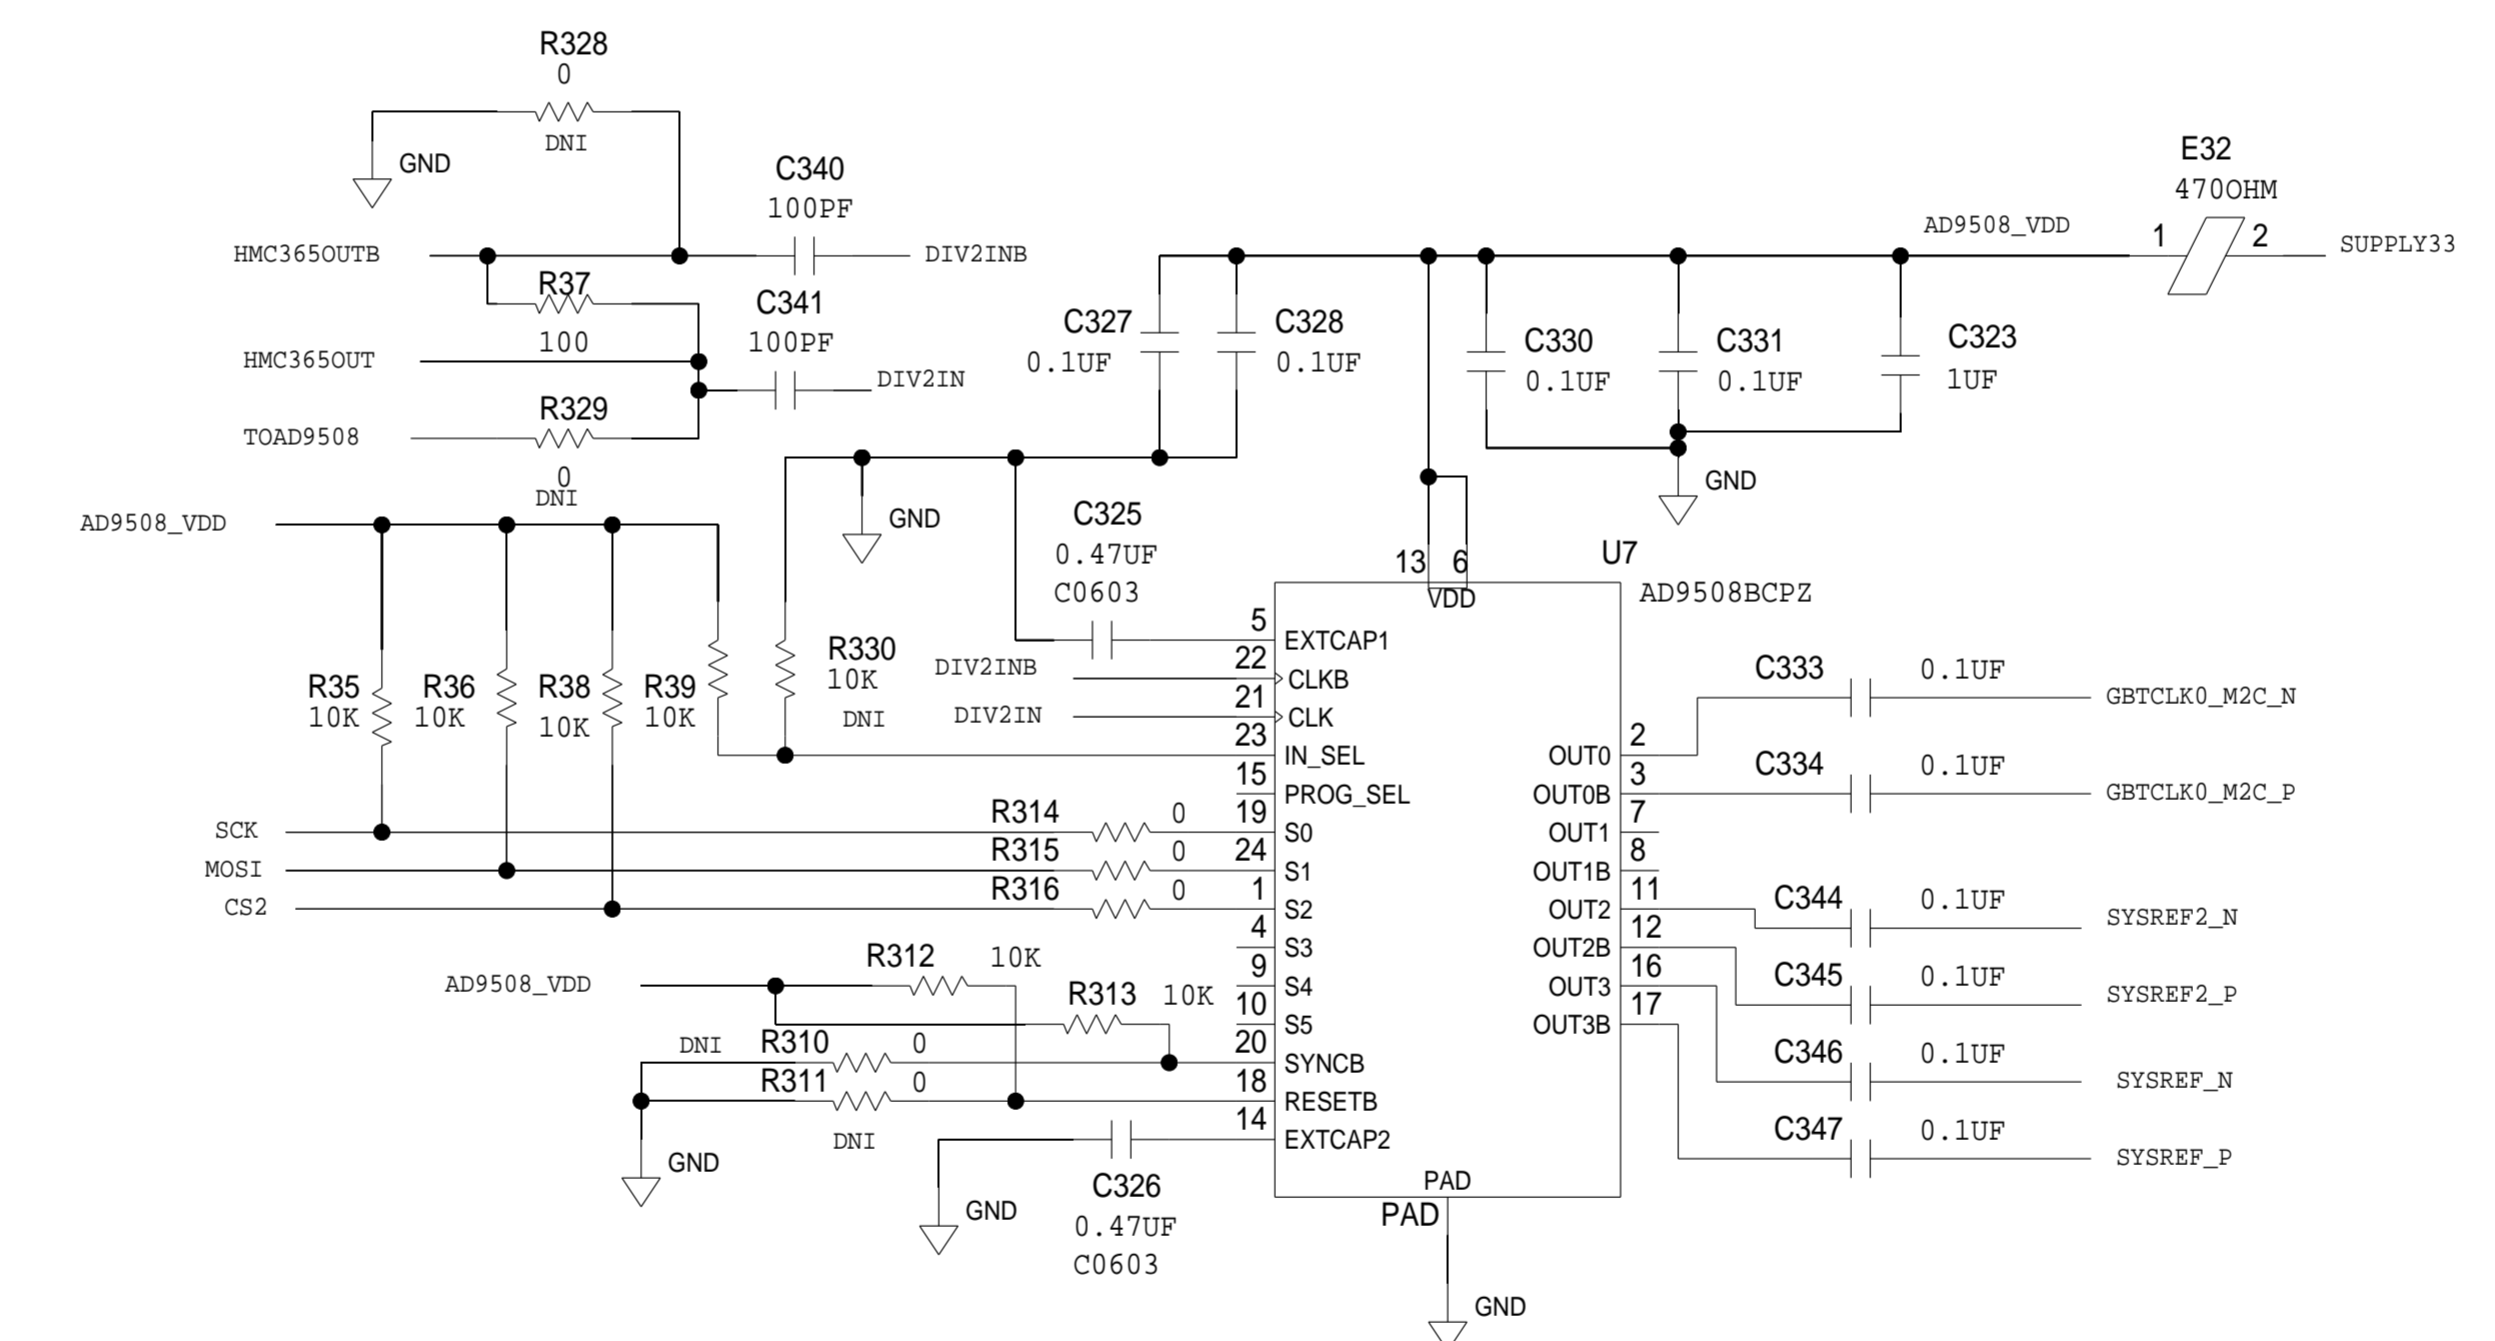 R328
0
DNI
GND
C340
100PF
HMC365OUTB
DIV2INB
R37
100
C341
100PF
HMC365OUT
DIV2IN
R329
TOAD9508
0
DNI
E32
470OHM
AD9508_VDD
1
2
SUPPLY33
C327
0.1UF
C328
0.1UF
C330
0.1UF
C331
0.1UF
C323
1UF
GND
GND
AD9508_VDD
C325
0.47UF
C0603
R35
10K
R36
10K
R38
10K
R39
10K
R330
10K
DNI
13
6
VDD
U7
AD9508BCPZ
5
EXTCAP1
DIV2INB
22
CLKB
DIV2IN
21
CLK
23
IN_SEL
15
PROG_SEL
SCK
R314
0
19
S0
MOSI
R315
0
24
S1
CS2
R316
0
1
S2
4
S3
9
S4
10
S5
AD9508_VDD
R312
10K
R313
10K
DNI
R310
0
20
SYNCB
R311
0
DNI
18
RESETB
GND
14
EXTCAP2
C326
0.47UF
C0603
GND
PAD
PAD
GND
OUT0
2
C333
0.1UF
GBTCLK0_M2C_N
OUT0B
3
C334
0.1UF
GBTCLK0_M2C_P
OUT1
7
OUT1B
8
OUT2
11
C344
0.1UF
SYSREF2_N
OUT2B
12
C345
0.1UF
SYSREF2_P
OUT3
16
C346
0.1UF
SYSREF_N
OUT3B
17
C347
0.1UF
SYSREF_P